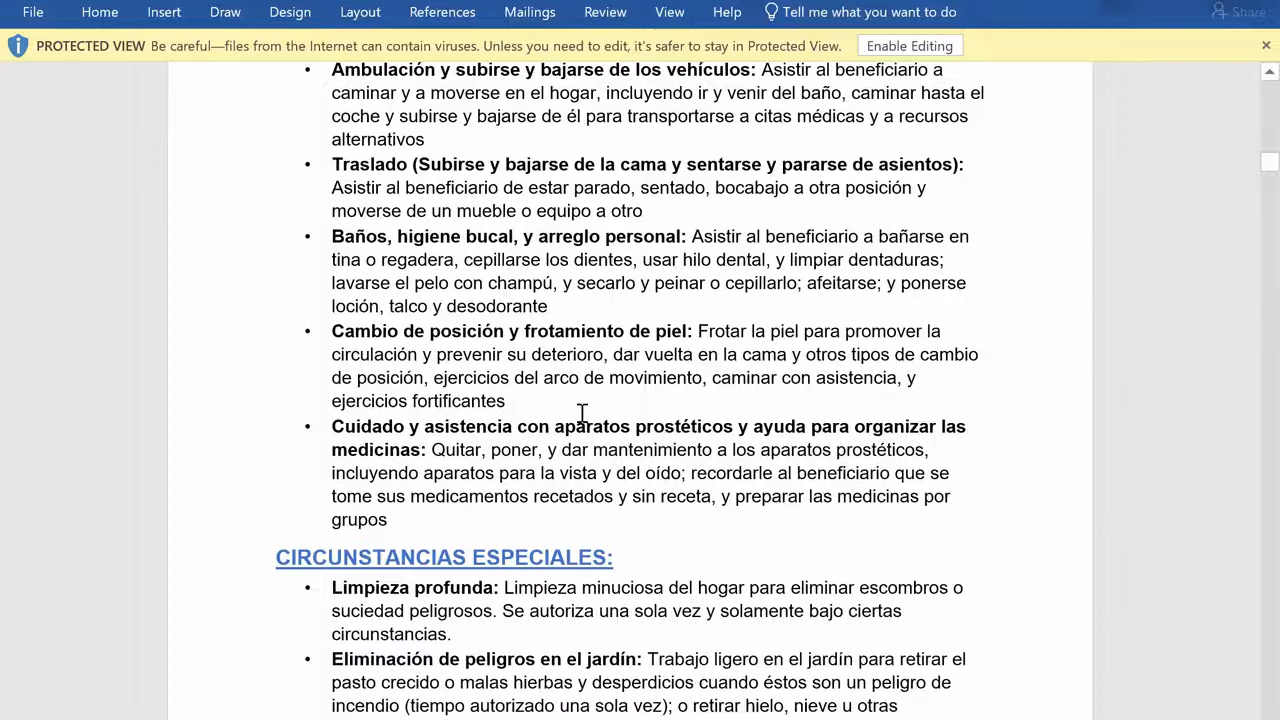 File Home Insert Draw Design Layout References Mailings Review View Help Tell me what you want to do Share
PROTECTED VIEW Be careful—files from the Internet can contain viruses. Unless you need to edit, it's safer to stay in Protected View. Enable Editing
• Ambulación y subirse y bajarse de los vehículos: Asistir al beneficiario a
caminar y a moverse en el hogar, incluyendo ir y venir del baño, caminar hasta el
coche y subirse y bajarse de él para transportarse a citas médicas y a recursos
alternativos
• Traslado (Subirse y bajarse de la cama y sentarse y pararse de asientos):
Asistir al beneficiario de estar parado, sentado, bocabajo a otra posición y
moverse de un mueble o equipo a otro
• Baños, higiene bucal, y arreglo personal: Asistir al beneficiario a bañarse en
tina o regadera, cepillarse los dientes, usar hilo dental, y limpiar dentaduras;
lavarse el pelo con champú, y secarlo y peinar o cepillarlo; afeitarse; y ponerse
loción, talco y desodorante
• Cambio de posición y frotamiento de piel: Frotar la piel para promover la
circulación y prevenir su deterioro, dar vuelta en la cama y otros tipos de cambio
de posición, ejercicios del arco de movimiento, caminar con asistencia, y
ejercicios fortificantes
• Cuidado y asistencia con aparatos prostéticos y ayuda para organizar las
medicinas: Quitar, poner, y dar mantenimiento a los aparatos prostéticos,
incluyendo aparatos para la vista y del oído; recordarle al beneficiario que se
tome sus medicamentos recetados y sin receta, y preparar las medicinas por
grupos
CIRCUNSTANCIAS ESPECIALES:
• Limpieza profunda: Limpieza minuciosa del hogar para eliminar escombros o
suciedad peligrosos. Se autoriza una sola vez y solamente bajo ciertas
circunstancias.
• Eliminación de peligros en el jardín: Trabajo ligero en el jardín para retirar el
pasto crecido o malas hierbas y desperdicios cuando éstos son un peligro de
incendio (tiempo autorizado una sola vez); o retirar hielo, nieve u otras